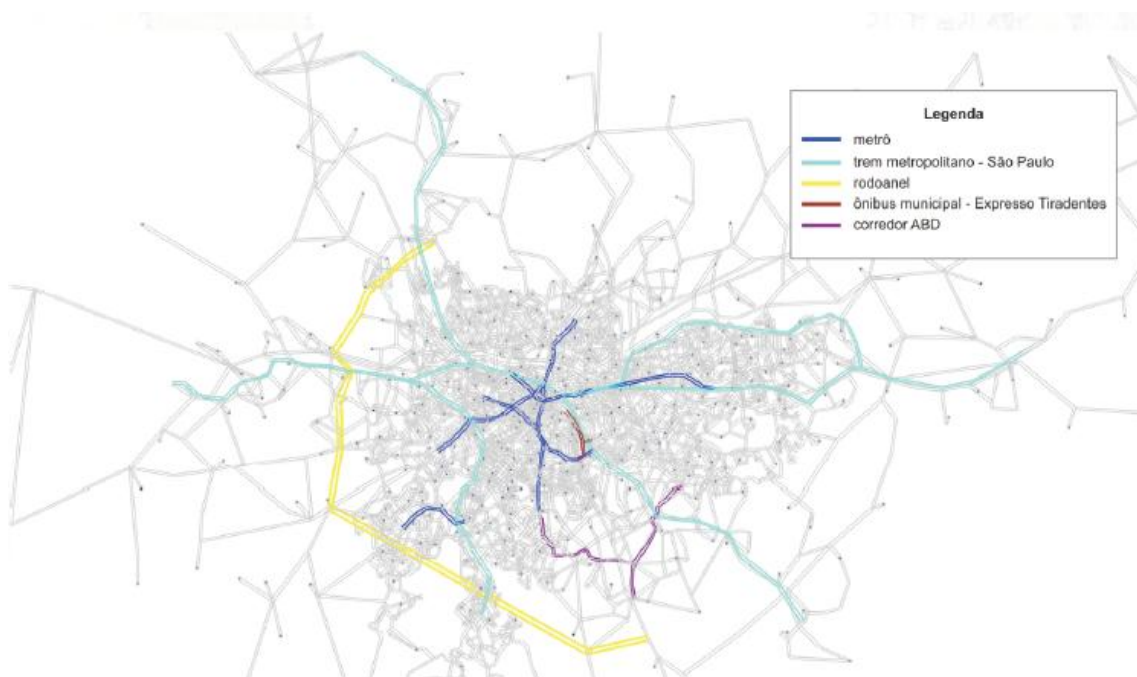 Legenda
metrô
trem metropolitano - São Paulo
rodoanel
ônibus municipal - Expresso Tiradentes
corredor ABD